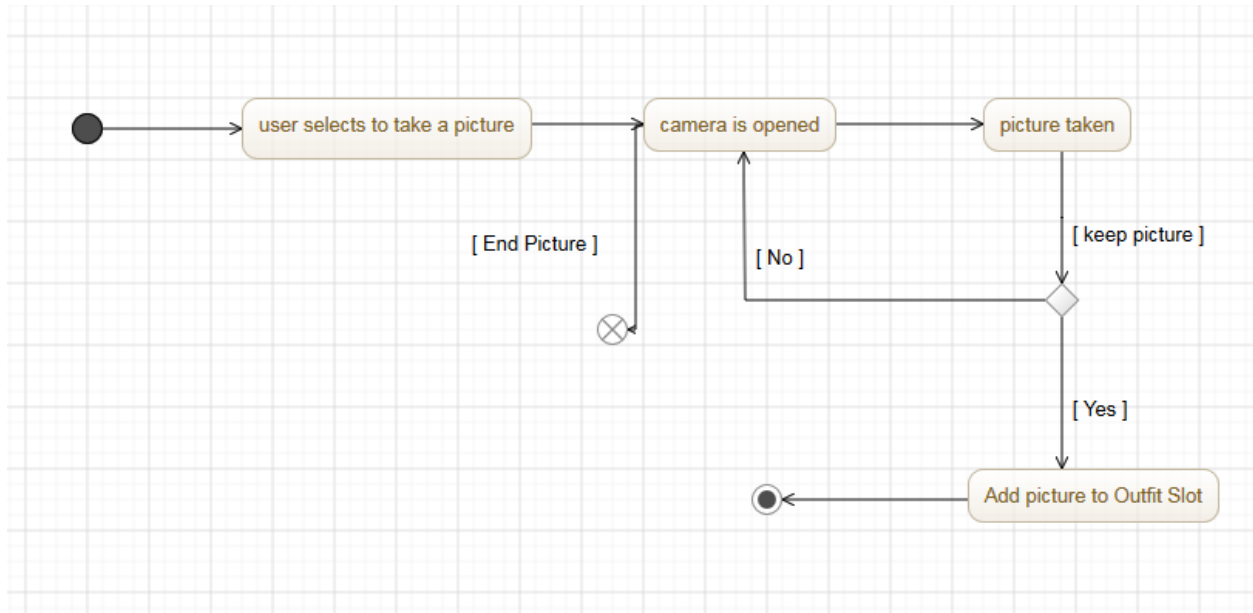 user selects to take a picture
camera is opened
picture taken
[ End Picture ]
[ No ]
[ keep picture ]
[ Yes ]
Add picture to Outfit Slot